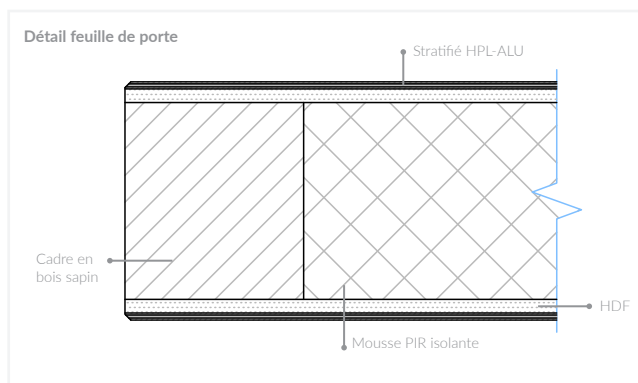 Détail feuille de porte
Stratifié HPL-ALU
Cadre en
bois sapin
HDF
Mousse PIR isolante